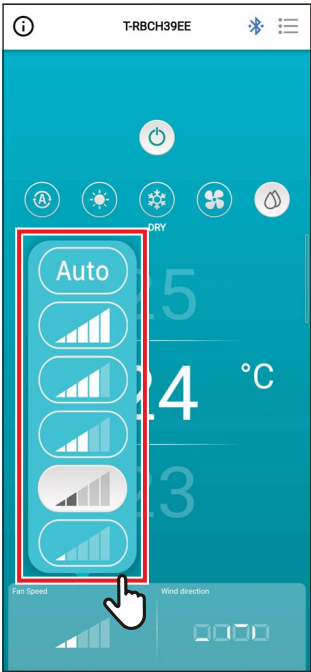 T-RBCH39EE
A
DRY
Auto
25
24
°C
23
Fan Speed
Wind direction